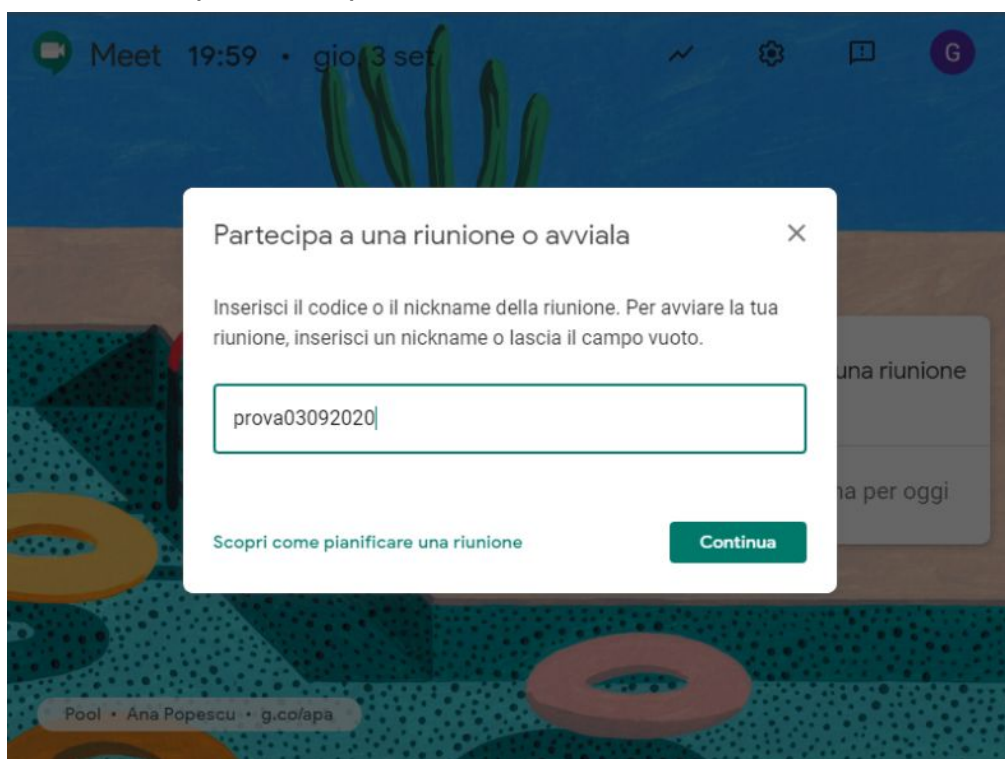 Meet 19:59 • gio 3 set
G
Partecipa a una riunione o avviala
Inserisci il codice o il nickname della riunione. Per avviare la tua
riunione, inserisci un nickname o lascia il campo vuoto.
prova03092020
una riunione
na per oggi
Scopri come pianificare una riunione
Continua
Pool • Ana Popescu • g.co/apa